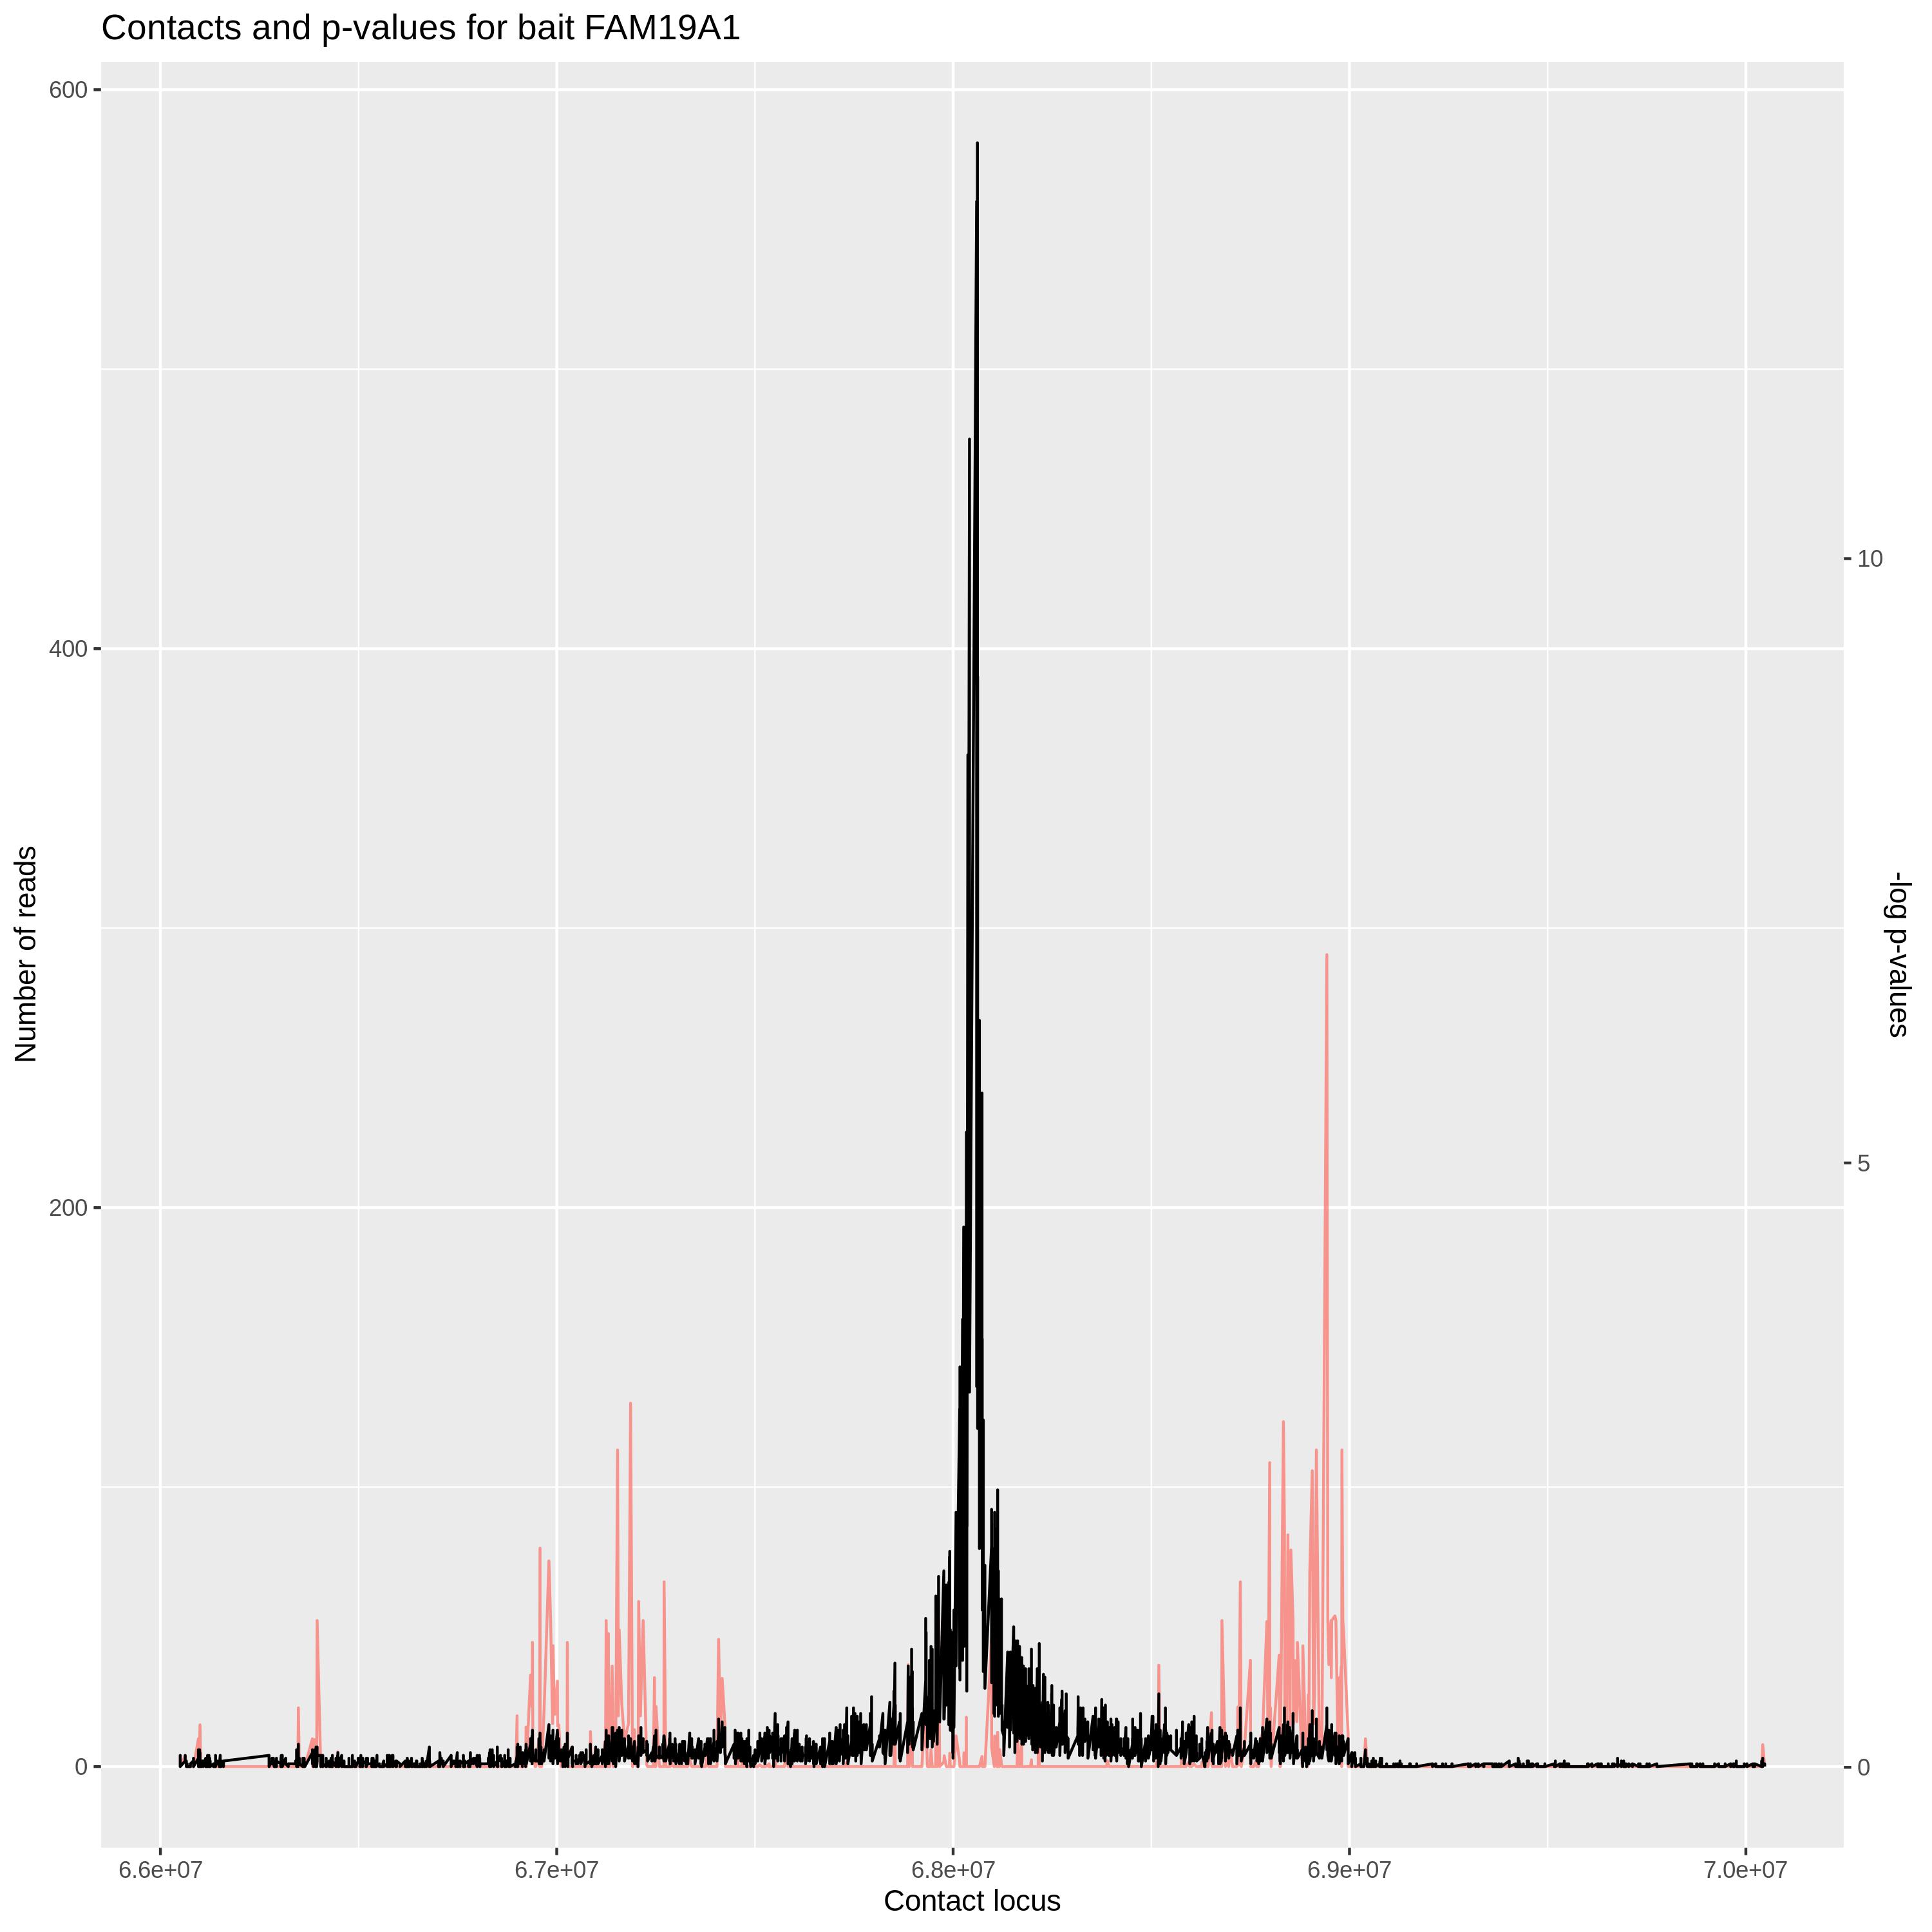 Contacts and p-values for bait FAM19A1
600
400
200
0
10
5
0
Number of reads
-log p-values
6.6e+07
6.7e+07
6.8e+07
6.9e+07
7.0e+07
Contact locus